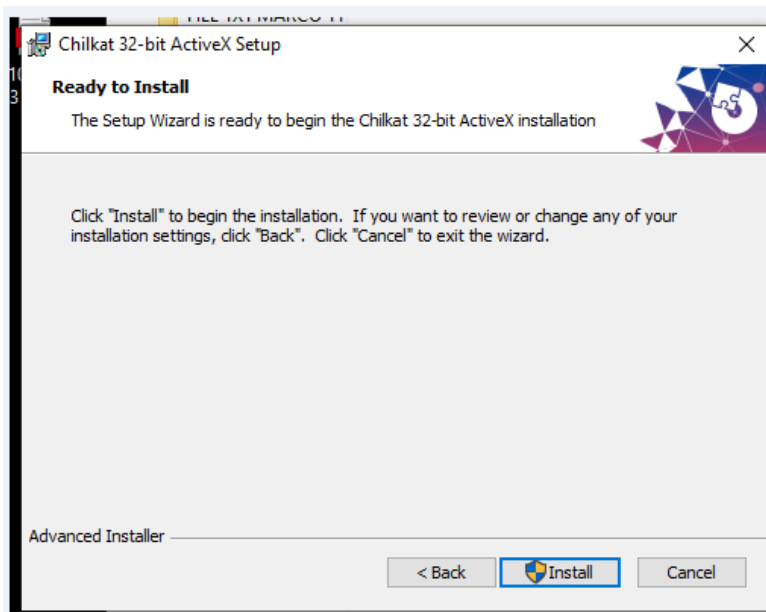 Chilkat 32-bit ActiveX Setup
Ready to Install
The Setup Wizard is ready to begin the Chilkat 32-bit ActiveX installation
Click "Install" to begin the installation. If you want to review or change any of your
installation settings, click "Back". Click "Cancel" to exit the wizard.
Advanced Installer
< Back
Install
Cancel